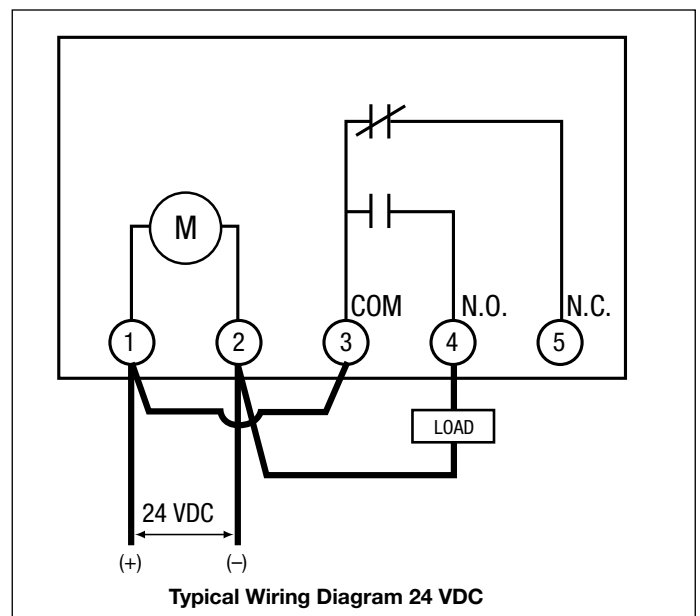 M
COM N.O. N.C.
1 2 3 4 5
LOAD
24 VDC
(+) (–)
Typical Wiring Diagram 24 VDC